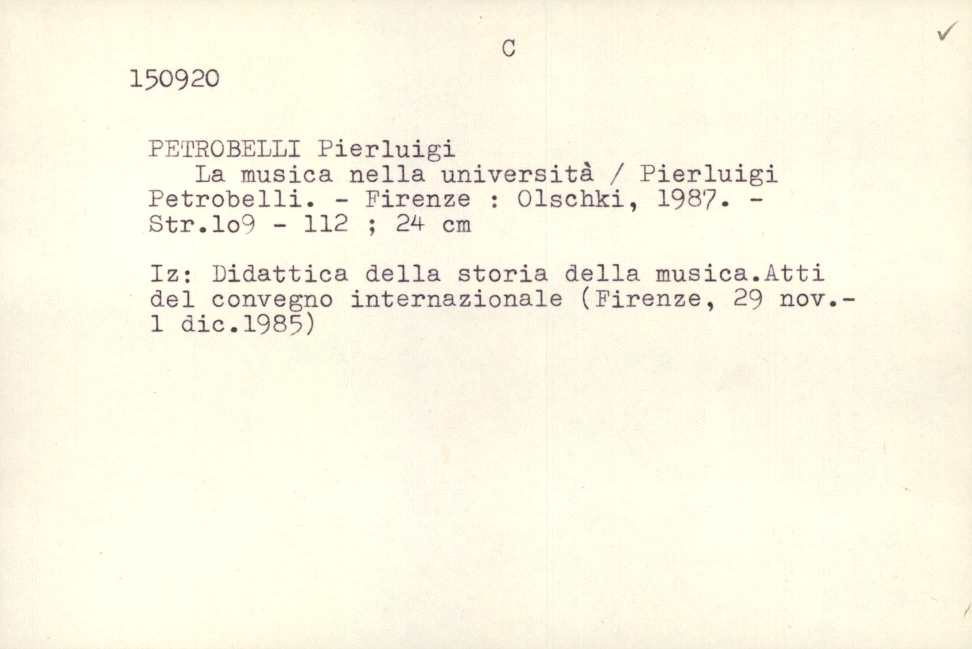 C
150920
PETROBELLI Pierluigi
La musica nella università / Pierluigi
Petrobelli. - Firenze : Olschki, 1987. -
Str.lo9 - 112 ; 24 cm
Iz: Didattica della storia della musica.Atti
del convegno internazionale (Firenze, 29 nov.-
1 dic.1985)